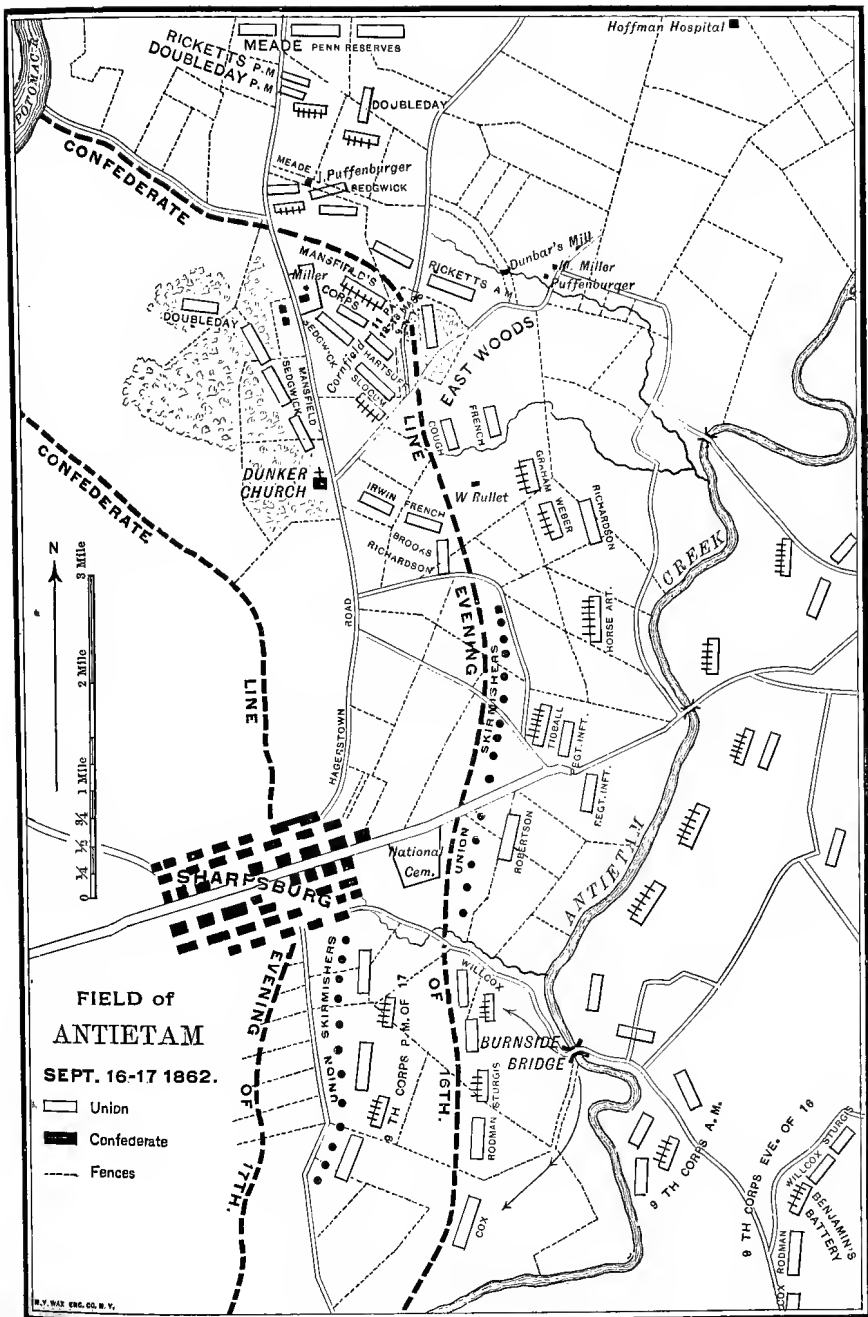 Hoffman Hospital
POTOMAC R.
MEADE PENN RESERVES
RICKETTS P.M
DOUBLEDAY P.M
DOUBLEDAY
CONFEDERATE
MEADE
J Puffenburger
SEDGWICK
MANSFIELD'S
CORPS
Miller
RICKETTS A M.
Dunbar's Mill
M. Miller
Puffenburger
11 PA
DOUBLEDAY
SEDGWICK
SEDGWICK
MANSFIELD
Cornfield
HARTSUFF
SLOCUM
EAST WOODS
LINE
COUCH
FRENCH
CONFEDERATE
DUNKER
CHURCH
W Rullet
GRAHAM
WEBER
RICHARDSON
IRWIN
FRENCH
BROOKS
RICHARDSON
CREEK
N
3 Mile
2 Mile
1 Mile
¾
½
¼
0
ROAD
EVENING
HORSE ART.
LINE
SKIRMISHERS
HAGERSTOWN
TIDBALL
REGT. INFT.
REGT. INFT.
ROBERTSON
UNION
National
Cem.
ANTIETAM
SHARPSBURG
WILLCOX
EVENING
UNION SKIRMISHERS
9 TH CORPS P.M. OF 17
OF
16TH.
BURNSIDE
BRIDGE
STURGIS
RODMAN
COX
9 TH CORPS A.M.
9 TH CORPS EVE. OF 16
WILLCOX
STURGIS
BENJAMIN'S
BATTERY
RODMAN
COX
OF
17TH.
FIELD of
ANTIETAM
SEPT. 16-17 1862.
Union
Confederate
Fences
N.Y. WAX ENG. CO. N.Y.